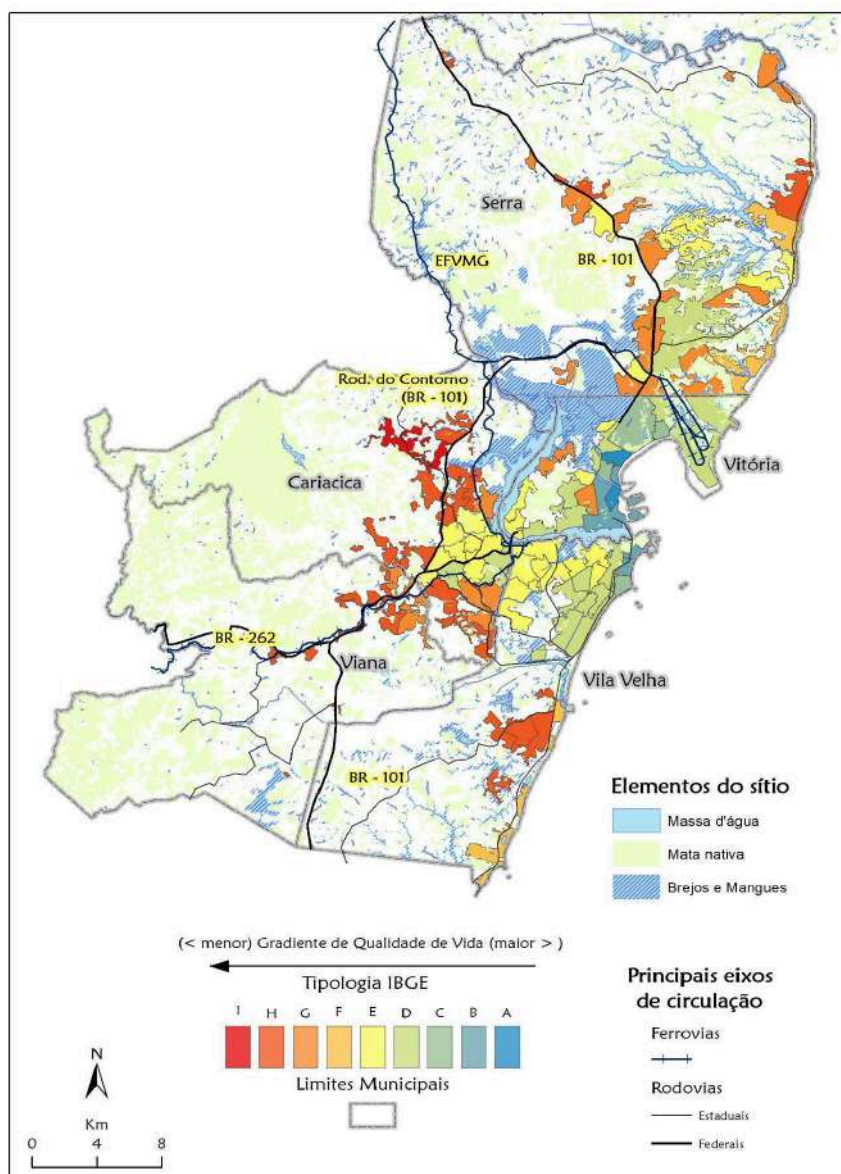 Serra
EFVMG
BR - 101
Rod. do Contorno
(BR - 101)
Cariacica
Vitória
BR - 262
Viana
Vila Velha
BR - 101
Elementos do sítio
Massa d'água
Mata nativa
Brejos e Mangues
(< menor) Gradiente de Qualidade de Vida (maior > )
Tipologia IBGE
I H G F E D C B A
Limites Municipais
Principais eixos
de circulação
Ferrovias
Rodovias
Estaduais
Federais
N
Km
0 4 8